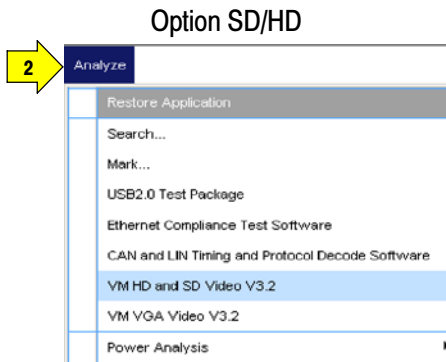 Option SD/HD
2
Analyze
Restore Application
Search...
Mark...
USB2.0 Test Package
Ethernet Compliance Test Software
CAN and LIN Timing and Protocol Decode Software
VM HD and SD Video V3.2
VM VGA Video V3.2
Power Analysis